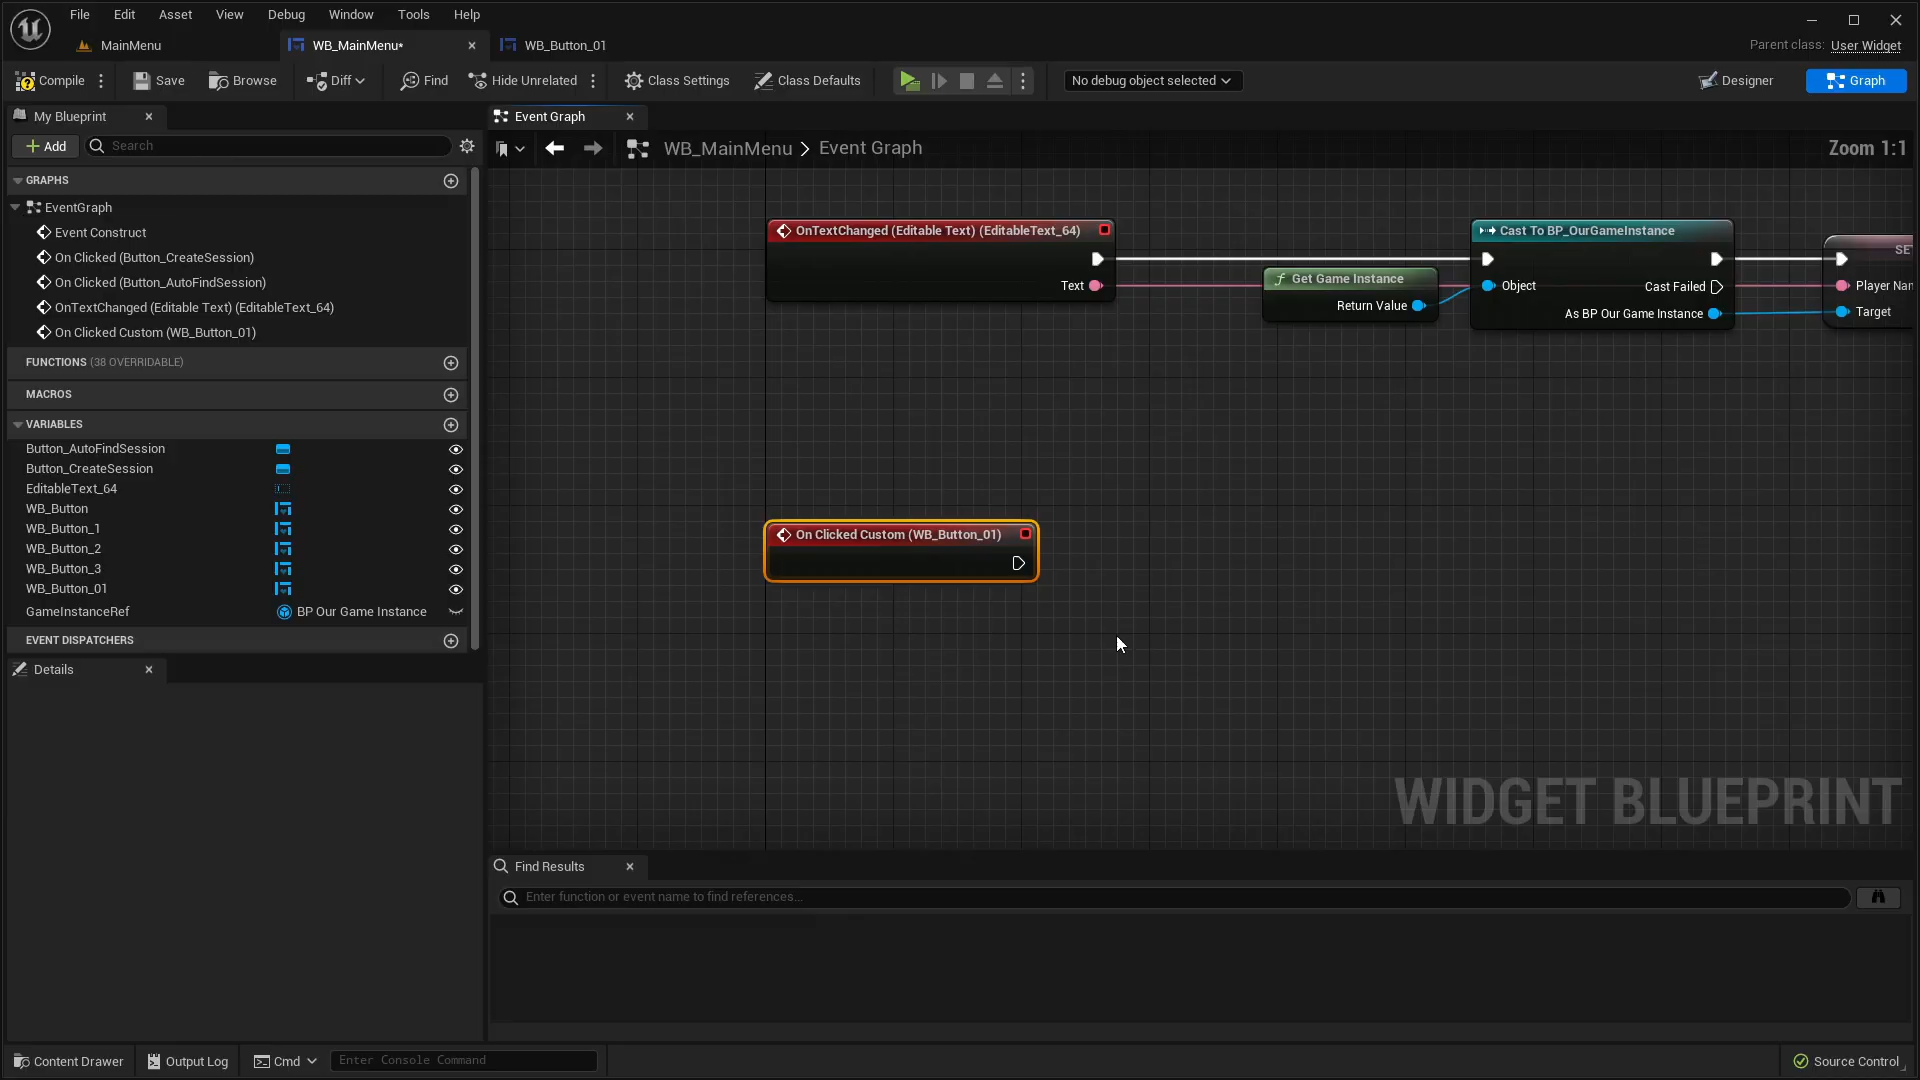 File Edit Asset View Debug Window Tools Help
MainMenu
WB_MainMenu*
WB_Button_01
Parent class: User Widget
Compile
Save
Browse
Diff
Find
Hide Unrelated
Class Settings
Class Defaults
No debug object selected
Designer
Graph
My Blueprint
Add
Search
GRAPHS
EventGraph
Event Construct
On Clicked (Button_CreateSession)
On Clicked (Button_AutoFindSession)
OnTextChanged (Editable Text) (EditableText_64)
On Clicked Custom (WB_Button_01)
FUNCTIONS (38 OVERRIDABLE)
MACROS
VARIABLES
Button_AutoFindSession
Button_CreateSession
EditableText_64
WB_Button
WB_Button_1
WB_Button_2
WB_Button_3
WB_Button_01
GameInstanceRef BP Our Game Instance
EVENT DISPATCHERS
Details
Event Graph
WB_MainMenu > Event Graph
Zoom 1:1
OnTextChanged (Editable Text) (EditableText_64)
Text
Get Game Instance
Return Value
Cast To BP_OurGameInstance
Object
Cast Failed
As BP Our Game Instance
SE
Player Nan
Target
On Clicked Custom (WB_Button_01)
WIDGET BLUEPRINT
Find Results
Enter function or event name to find references...
Content Drawer
Output Log
Cmd
Enter Console Command
Source Control